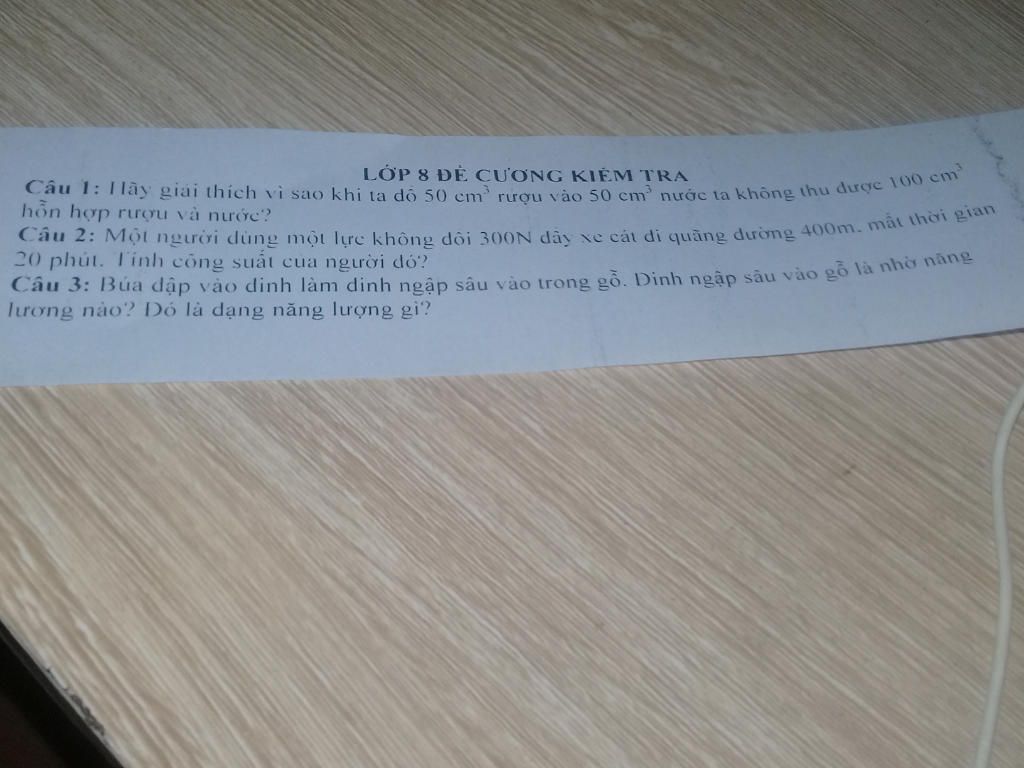 LỚP 8 ĐỀ CƯƠNG KIỂM TRA
Câu 1: Hãy giải thích vì sao khi ta đổ 50 cm³ rượu vào 50 cm³ nước ta không thu được 100 cm³
hỗn hợp rượu và nước?
Câu 2: Một người dùng một lực không đổi 300N đẩy xe cát đi quãng đường 400m. mất thời gian
20 phút. Tính công suất của người đó?
Câu 3: Búa đập vào đinh làm đinh ngập sâu vào trong gỗ. Đinh ngập sâu vào gỗ là nhờ năng
lương nào? Đó là dạng năng lượng gì?